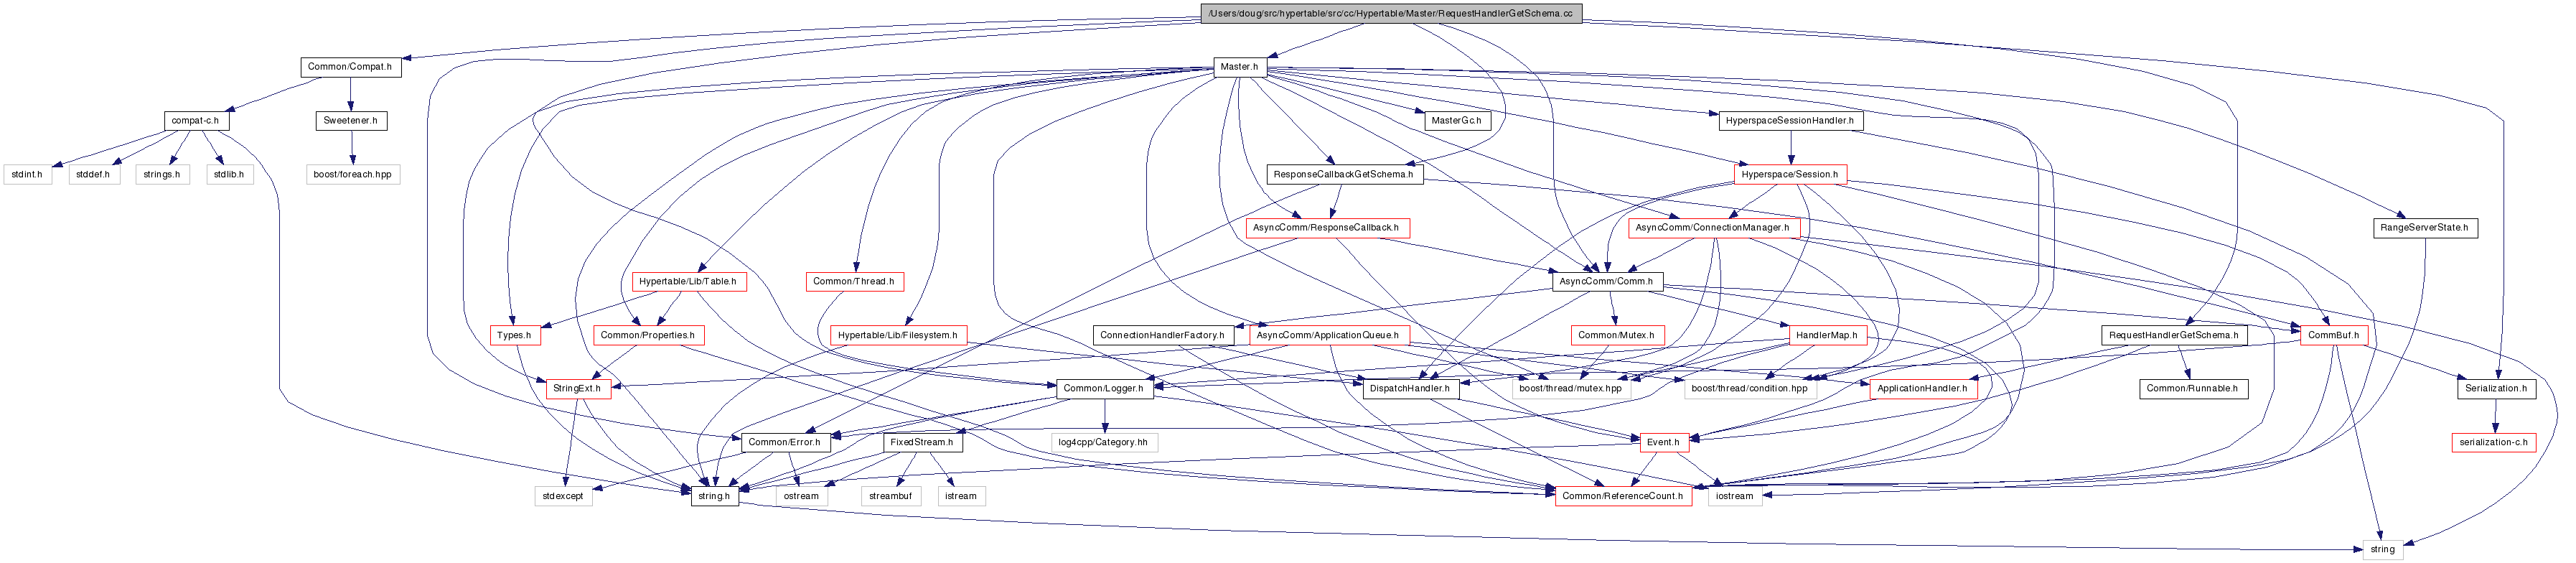 /Users/doug/src/hypertable/src/cc/Hypertable/Master/RequestHandlerGetSchema.cc
Common/Compat.h
Master.h
compat-c.h
Sweetener.h
MasterGc.h
HyperspaceSessionHandler.h
stdint.h
stddef.h
strings.h
stdlib.h
boost/foreach.hpp
ResponseCallbackGetSchema.h
Hyperspace/Session.h
AsyncComm/ResponseCallback.h
AsyncComm/ConnectionManager.h
RangeServerState.h
Hypertable/Lib/Table.h
Common/Thread.h
AsyncComm/Comm.h
Types.h
Common/Properties.h
Hypertable/Lib/Filesystem.h
ConnectionHandlerFactory.h
AsyncComm/ApplicationQueue.h
Common/Mutex.h
HandlerMap.h
RequestHandlerGetSchema.h
CommBuf.h
StringExt.h
Common/Logger.h
DispatchHandler.h
boost/thread/mutex.hpp
boost/thread/condition.hpp
ApplicationHandler.h
Common/Runnable.h
Serialization.h
Common/Error.h
FixedStream.h
log4cpp/Category.hh
Event.h
serialization-c.h
stdexcept
string.h
ostream
streambuf
istream
Common/ReferenceCount.h
iostream
string